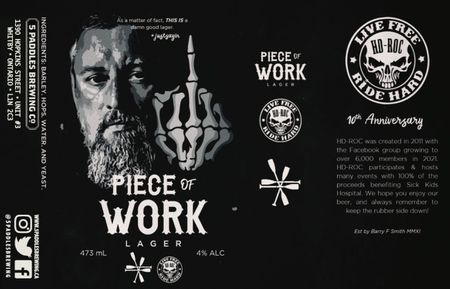 INGREDIENTS: BARLEY, HOPS, WATER, AND YEAST.
5 PADDLES BREWING CO
1390 HOPKINS STREET • UNIT #3
WHITBY • ONTARIO • L1N 2C3
@5PADDLESBREWING
WWW.5PADDLESBREWING.CA
As a matter of fact, THIS is a
damn good lager.
- justsayin
PIECE OF
WORK
LAGER
473 mL
4% ALC
PIECE OF
WORK
LAGER
LIVE FREE
RIDE HARD
LIVE FREE
HD-ROC
RIDE HARD
10th Anniversary
HD-ROC was created in 2011 with
the Facebook group growing to
over 6,000 members in 2021.
HD-ROC participates & hosts
many events with 100% of the
proceeds benefiting Sick Kids
Hospital. We hope you enjoy our
beer, and always remember to
keep the rubber side down!
Est by Barry F Smith MMXI